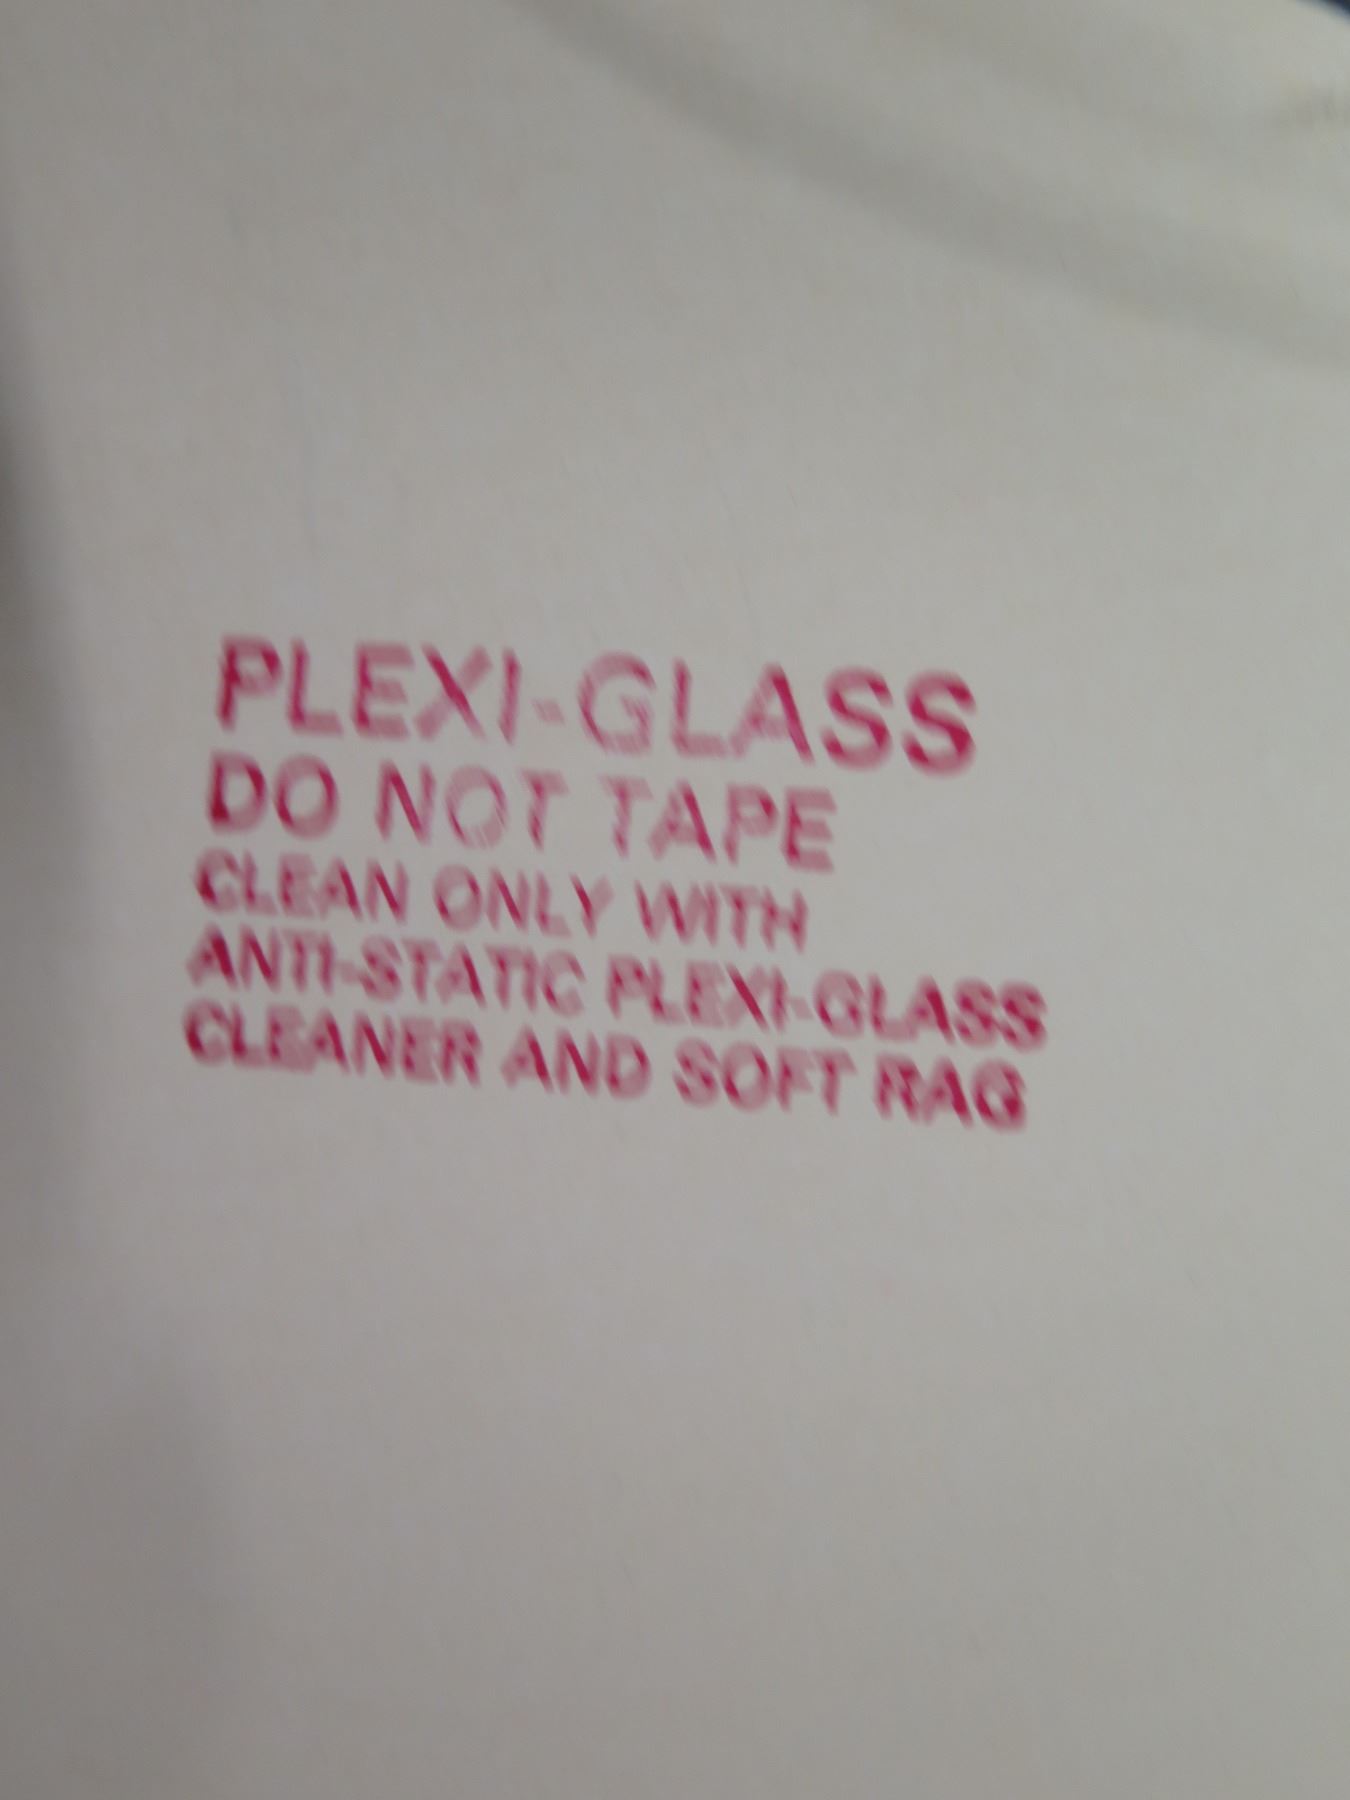 PLEXI-GLASS
DO NOT TAPE
CLEAN ONLY WITH
ANTI-STATIC PLEXI-GLASS
CLEANER AND SOFT RAG